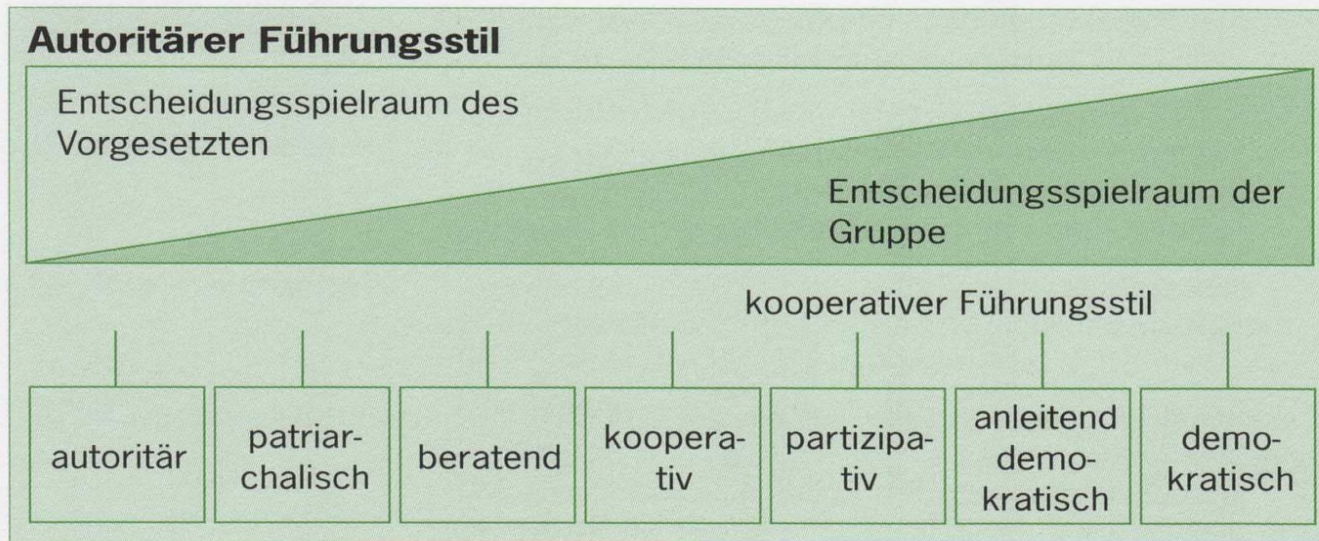 Autoritärer Führungsstil
Entscheidungsspielraum des
Vorgesetzten
Entscheidungsspielraum der
Gruppe
kooperativer Führungsstil
autoritär
patriar-
chalisch
beratend
koopera-
tiv
partizipa-
tiv
anleitend
demo-
kratisch
demo-
kratisch